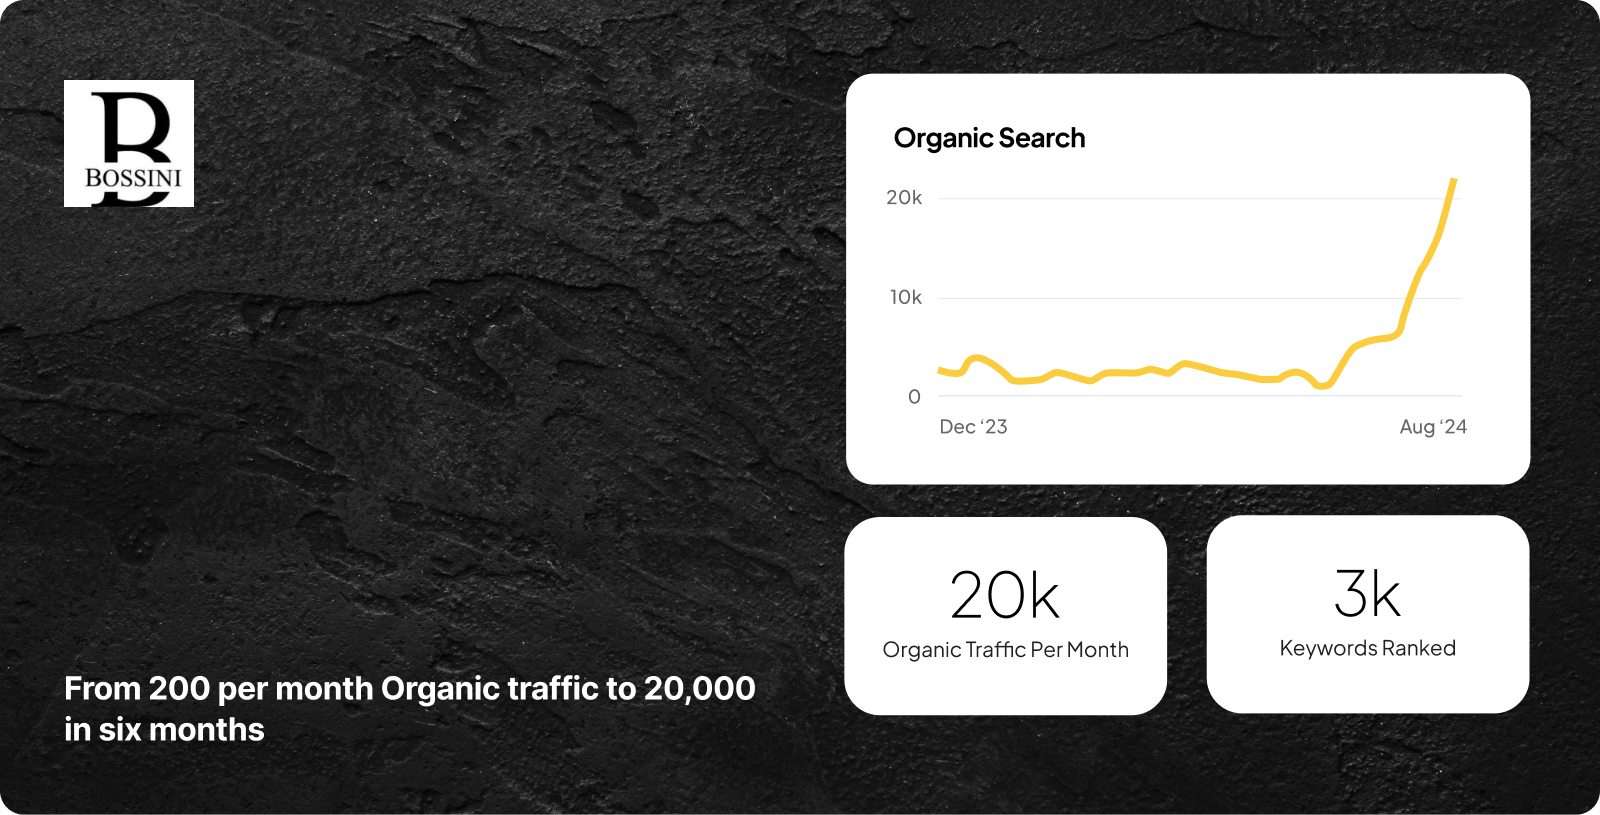 B
BOSSINI
From 200 per month Organic traffic to 20,000
in six months
Organic Search
20k
10k
0
Dec ‘23
Aug ‘24
20k
Organic Traffic Per Month
3k
Keywords Ranked